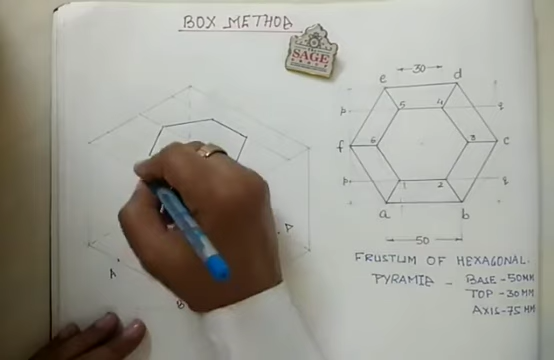 BOX METHOD
THE
SAGE
30
e
d
p
5
4
q
f
6
3
c
p
1
2
q
a
b
50
A
B
P
FRUSTUM OF HEXAGONAL.
PYRAMID - BASE - 50MM
TOP - 30MM
AXIS - 75MM